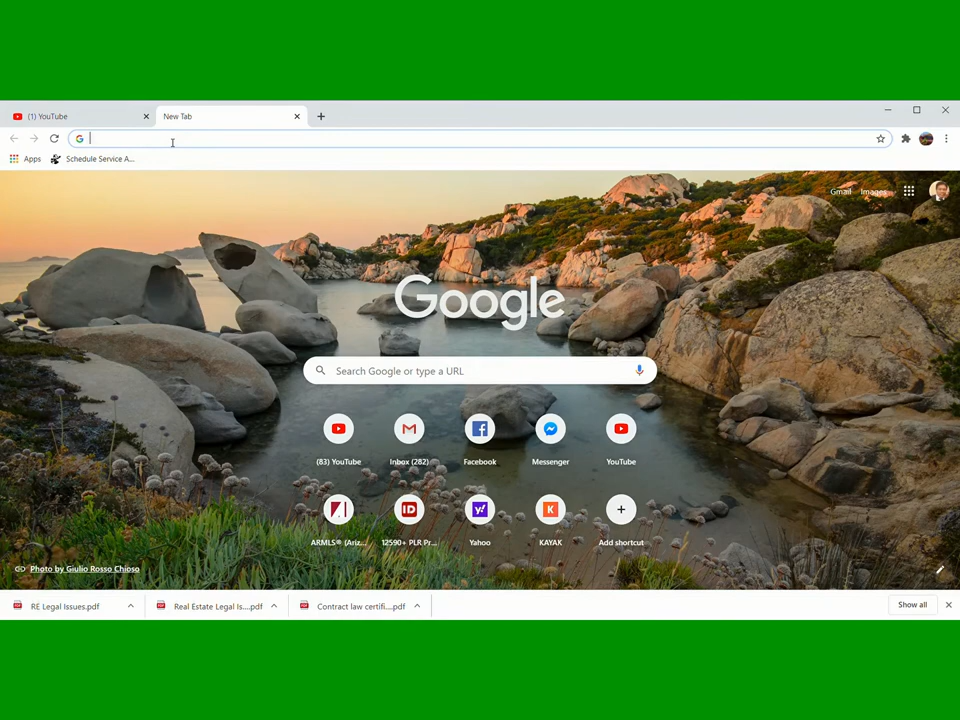 (1) YouTube
New Tab
Apps
Schedule Service A...
Gmail
Images
Google
Search Google or type a URL
(83) YouTube
Inbox (282)
Facebook
Messenger
YouTube
ARMLS® (Ariz...
12590+ PLR Pr...
Yahoo
KAYAK
Add shortcut
Photo by Giulio Rosso Chioso
RE Legal Issues.pdf
Real Estate Legal Is....pdf
Contract law certifi....pdf
Show all